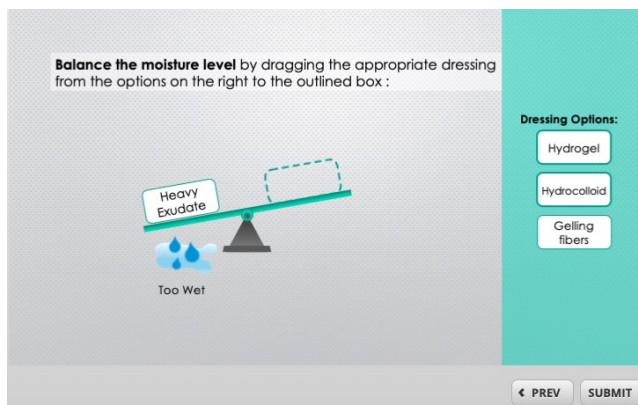 Balance the moisture level by dragging the appropriate dressing
from the options on the right to the outlined box :
Dressing Options:
Hydrogel
Hydrocolloid
Gelling
fibers
Heavy
Exudate
Too Wet
PREV
SUBMIT